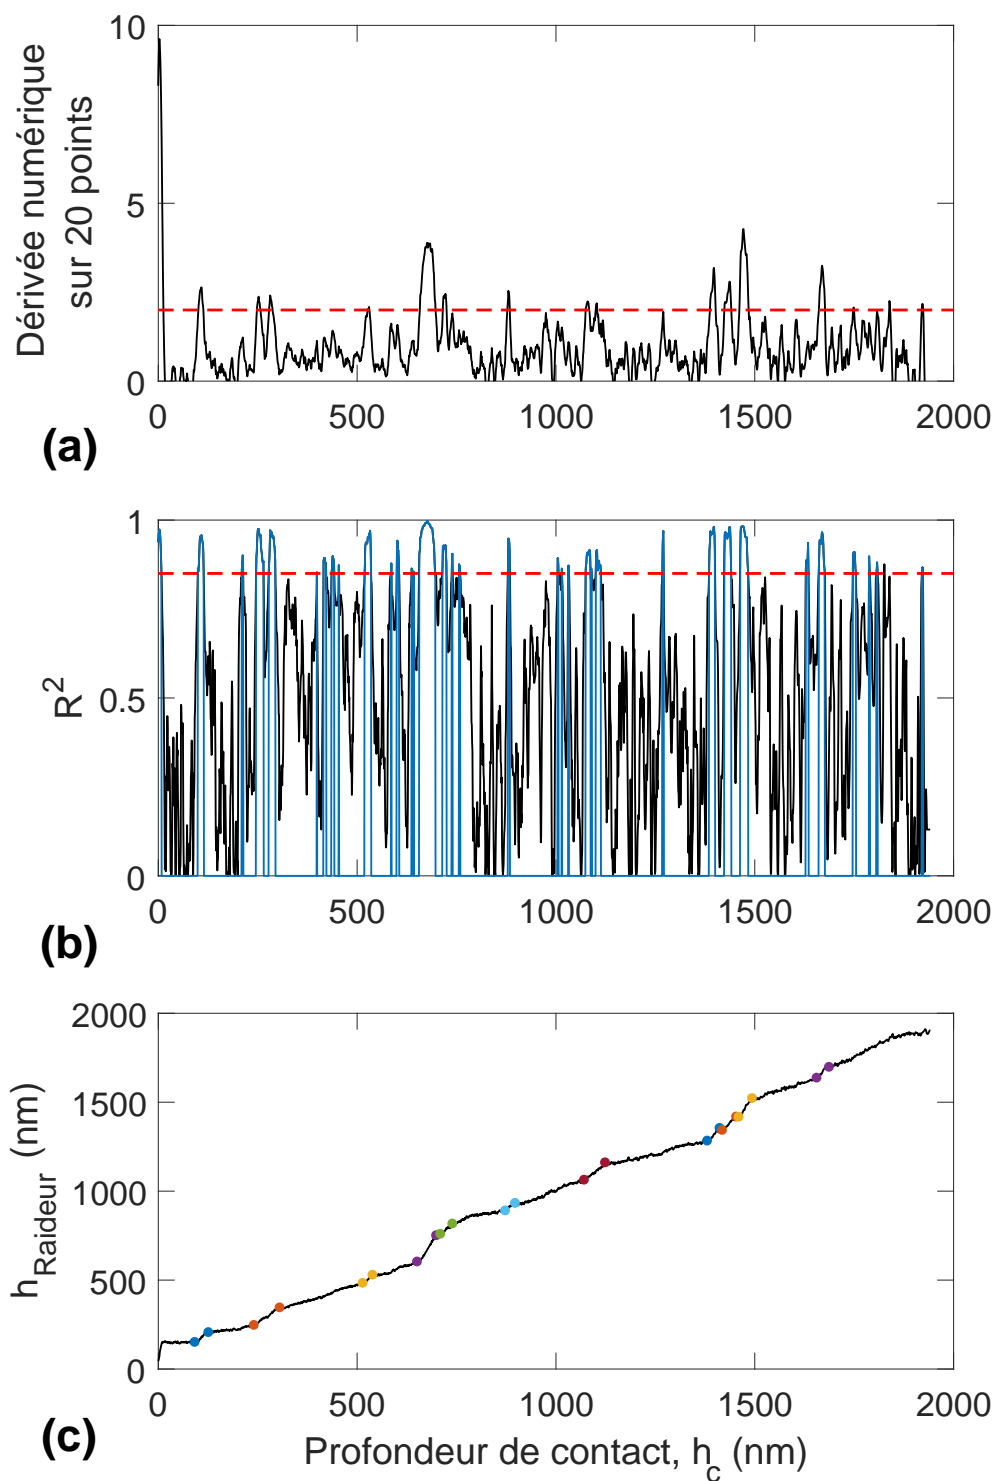 Dérivée numérique
sur 20 points
10
5
0
0 500 1000 1500 2000
(a)
R²
1
0.5
0
0 500 1000 1500 2000
(b)
h_Raideur (nm)
2000
1500
1000
500
0
0 500 1000 1500 2000
(c)
Profondeur de contact, h_c (nm)